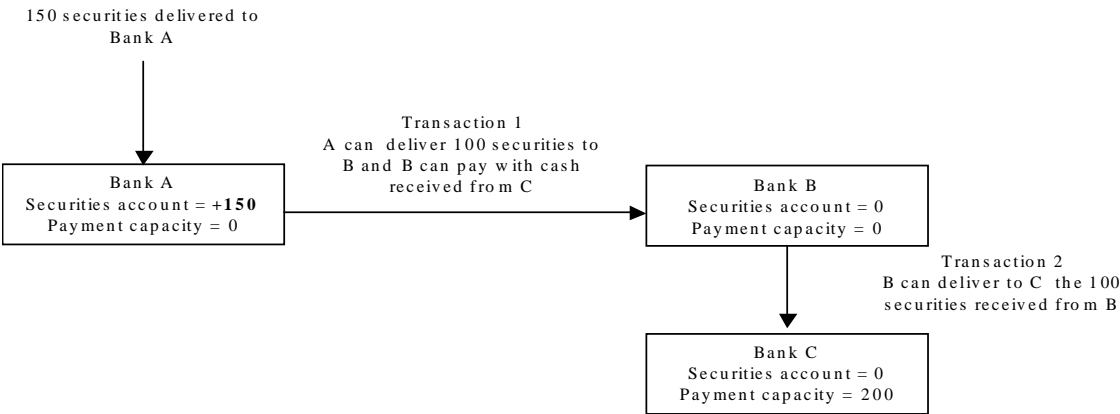 150 securities delivered to
Bank A
Transaction 1
A can deliver 100 securities to
B and B can pay with cash
received from C
Bank A
Securities account = +150
Payment capacity = 0
Bank B
Securities account = 0
Payment capacity = 0
Transaction 2
B can deliver to C the 100
securities received from B
Bank C
Securities account = 0
Payment capacity = 200